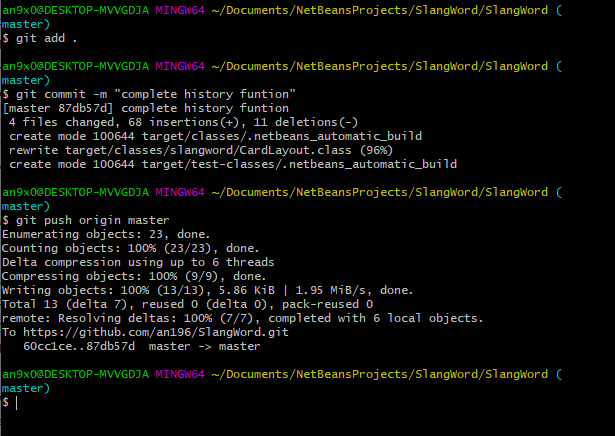 an9x0@DESKTOP-MVVGDJA MINGW64 ~/Documents/NetBeansProjects/SlangWord/SlangWord (
master)
$ git add .
an9x0@DESKTOP-MVVGDJA MINGW64 ~/Documents/NetBeansProjects/SlangWord/SlangWord (
master)
$ git commit -m "complete history funtion"
[master 87db57d] complete history funtion
 4 files changed, 68 insertions(+), 11 deletions(-)
 create mode 100644 target/classes/.netbeans_automatic_build
 rewrite target/classes/slangword/CardLayout.class (96%)
 create mode 100644 target/test-classes/.netbeans_automatic_build
an9x0@DESKTOP-MVVGDJA MINGW64 ~/Documents/NetBeansProjects/SlangWord/SlangWord (
master)
$ git push origin master
Enumerating objects: 23, done.
Counting objects: 100% (23/23), done.
Delta compression using up to 6 threads
Compressing objects: 100% (9/9), done.
Writing objects: 100% (13/13), 5.86 KiB | 1.95 MiB/s, done.
Total 13 (delta 7), reused 0 (delta 0), pack-reused 0
remote: Resolving deltas: 100% (7/7), completed with 6 local objects.
To https://github.com/an196/SlangWord.git
   60cc1ce..87db57d  master -> master
an9x0@DESKTOP-MVVGDJA MINGW64 ~/Documents/NetBeansProjects/SlangWord/SlangWord (
master)
$